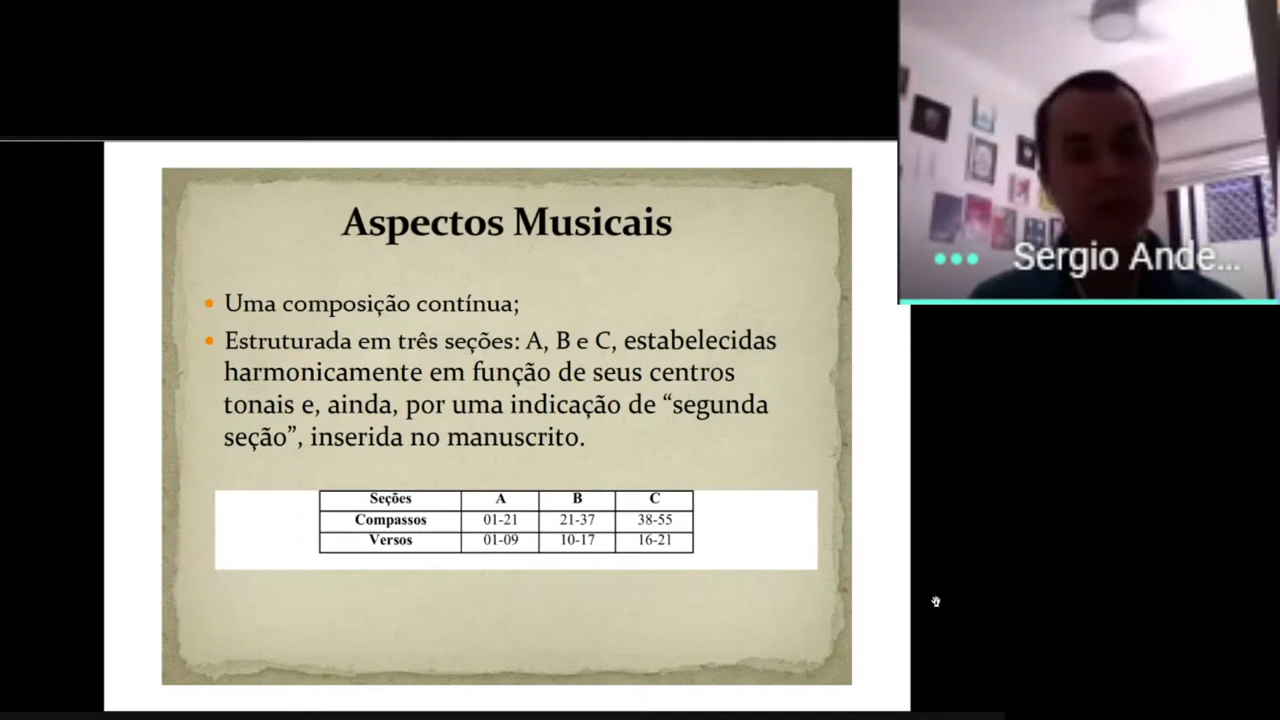 Aspectos Musicais
Uma composição contínua;
Estruturada em três seções: A, B e C, estabelecidas
harmonicamente em função de seus centros
tonais e, ainda, por uma indicação de “segunda
seção”, inserida no manuscrito.
Seções A B C
Compassos 01-21 21-37 38-55
Versos 01-09 10-17 16-21
Sergio Ande...